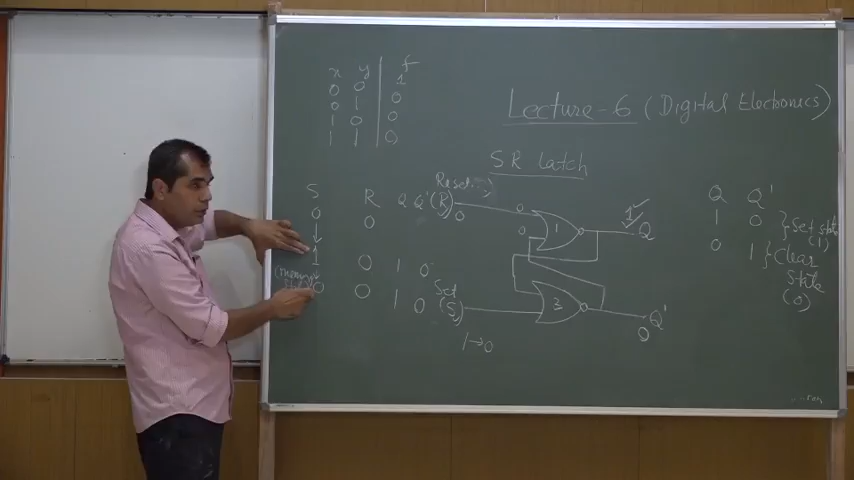 x y f
0 0 1
0 1 0
1 0 0
1 1 0
Lecture-6 (Digital Electronics)
SR latch
S R Q Q'
0 0
1 0 1 0
0 0 1 0
Reset
(R)
0
0
0
1
1
Q
Set
(S)
1→0
2
Q'
0
Q Q'
1 0 } Set state
(1)
0 1 } Clear
state
(0)